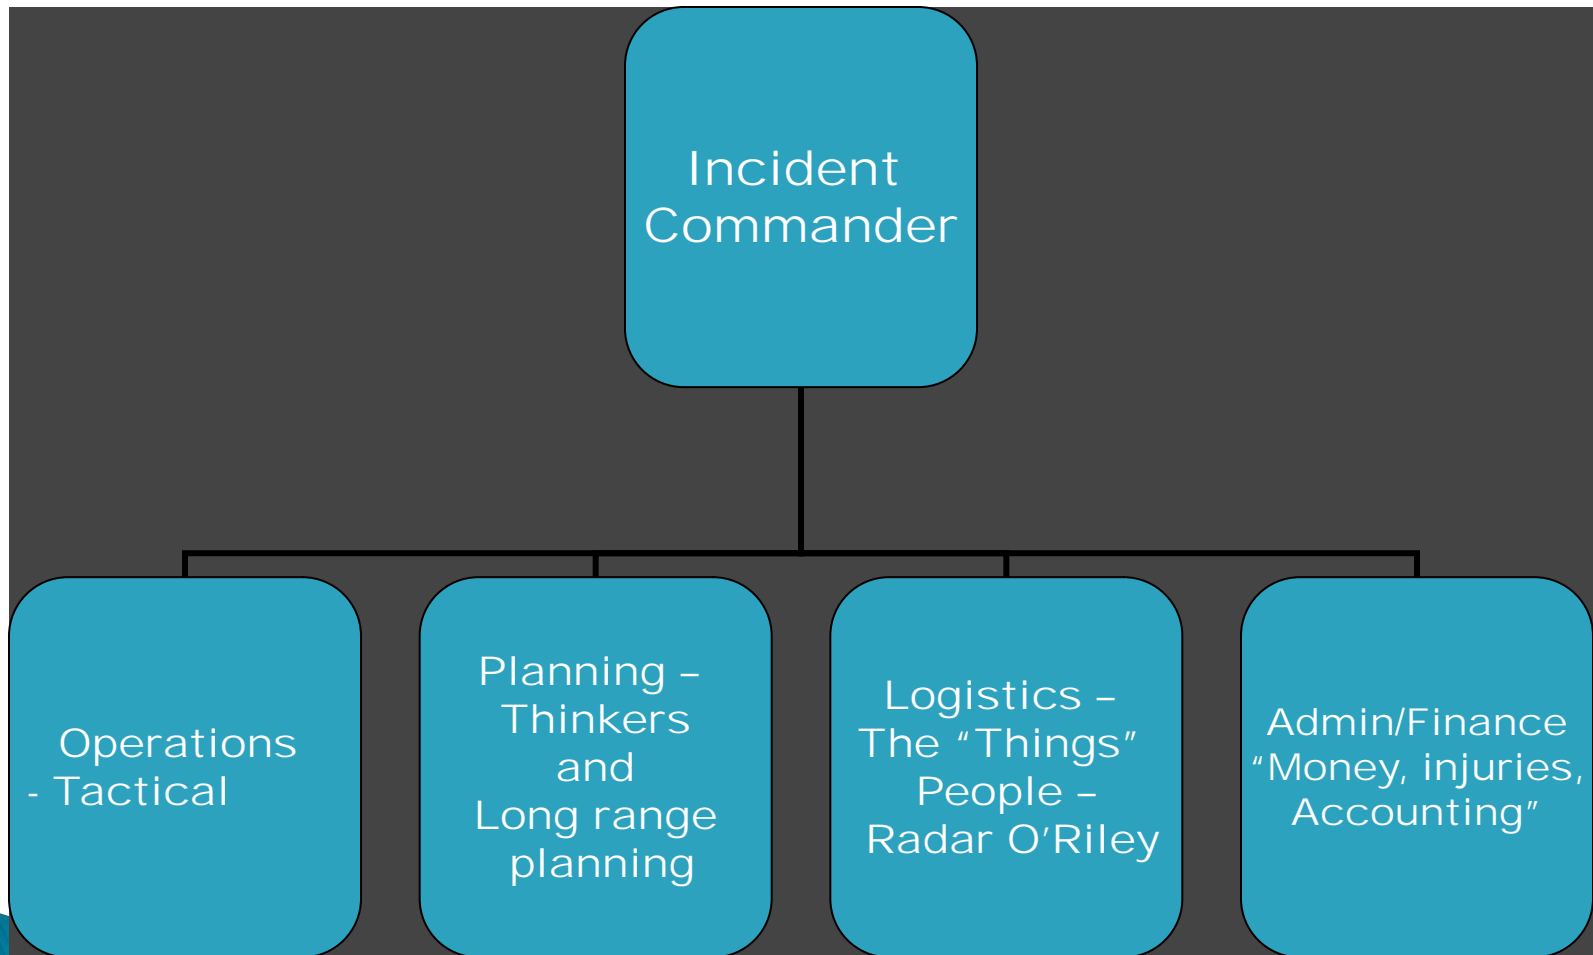 Incident
Commander
Operations
- Tactical
Planning –
Thinkers
and
Long range
planning
Logistics –
The “Things”
People –
Radar O’Riley
Admin/Finance
“Money, injuries,
Accounting”